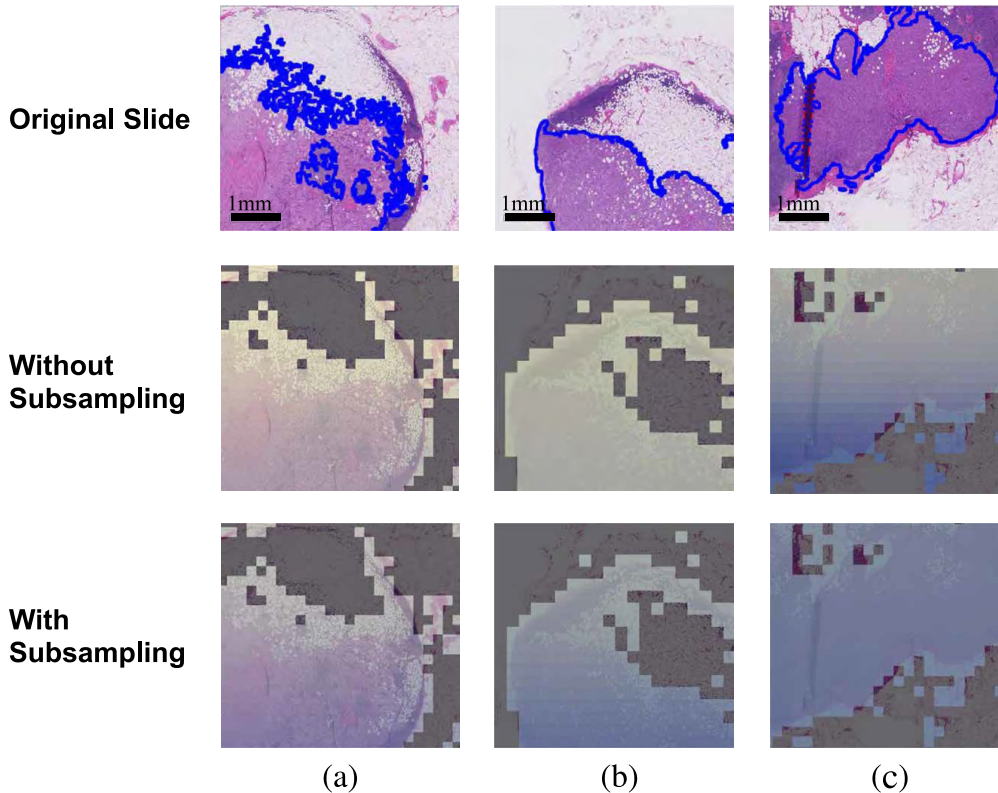 Original Slide
1mm
1mm
1mm
Without
Subsampling
With
Subsampling
(a)
(b)
(c)